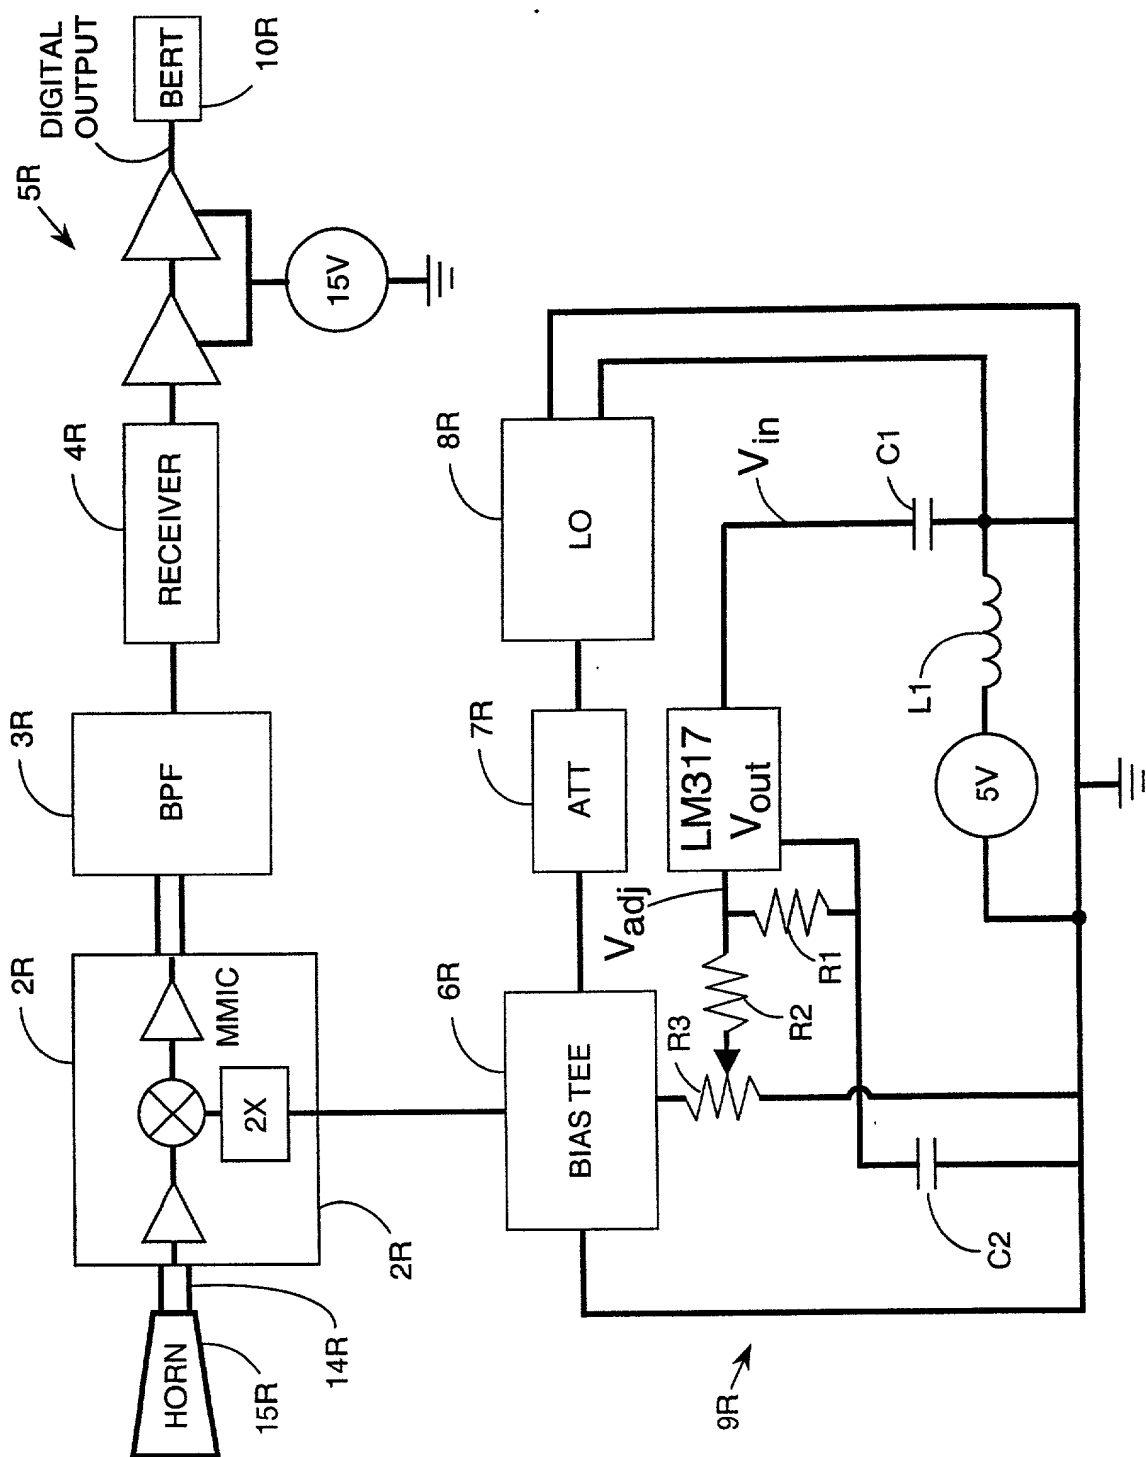 HORN
15R
14R
2R
MMIC
2X
2R
BPF
3R
RECEIVER
4R
5R
15V
DIGITAL
OUTPUT
BERT
10R
BIAS TEE
6R
ATT
7R
LO
8R
LM317
Vout
Vadj
Vin
R1
R2
R3
C1
C2
L1
5V
9R